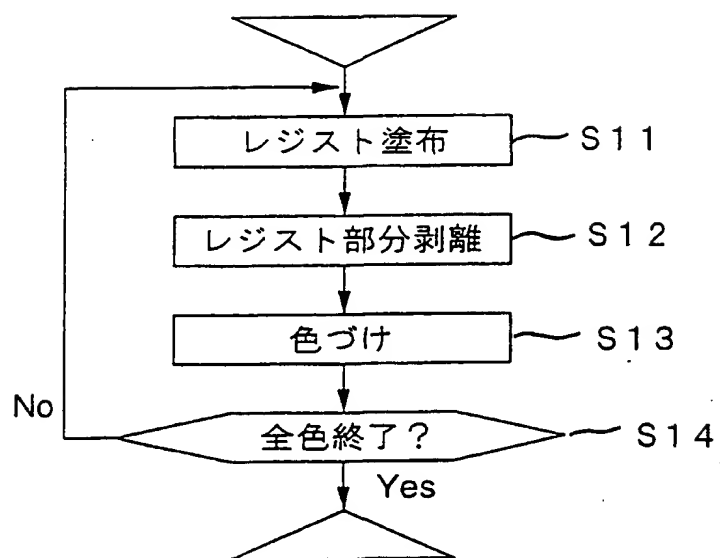 レジスト塗布 S11
レジスト部分剥離 S12
色づけ S13
No
全色終了? S14
Yes